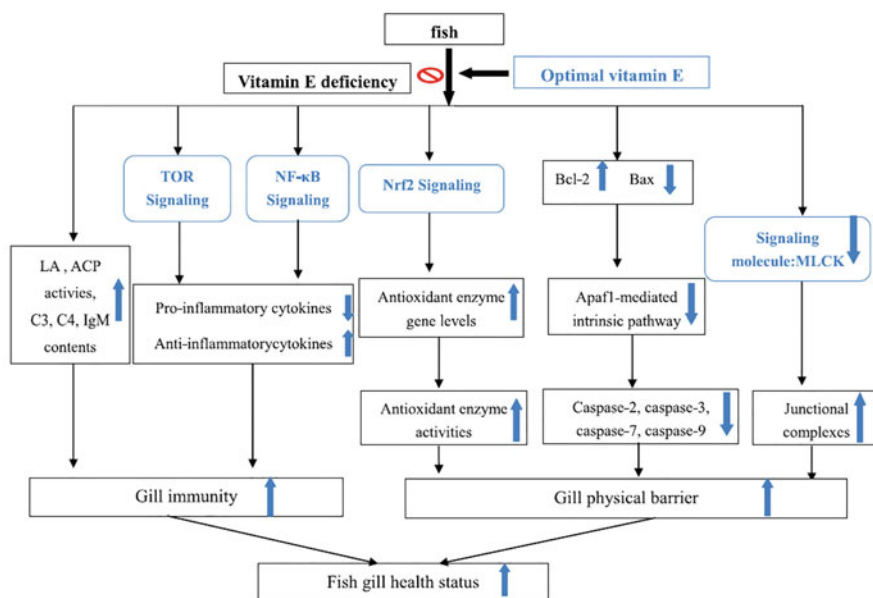 fish
Vitamin E deficiency
Optimal vitamin E
TOR
Signaling
NF-κB
Signaling
Nrf2 Signaling
Bcl-2 Bax
Signaling
molecule:MLCK
LA , ACP
activies,
C3, C4, IgM
contents
Pro-inflammatory cytokines
Anti-inflammatorycytokines
Antioxidant enzyme
gene levels
Apaf1-mediated
intrinsic pathway
Antioxidant enzyme
activities
Caspase-2, caspase-3,
caspase-7, caspase-9
Junctional
complexes
Gill immunity
Gill physical barrier
Fish gill health status